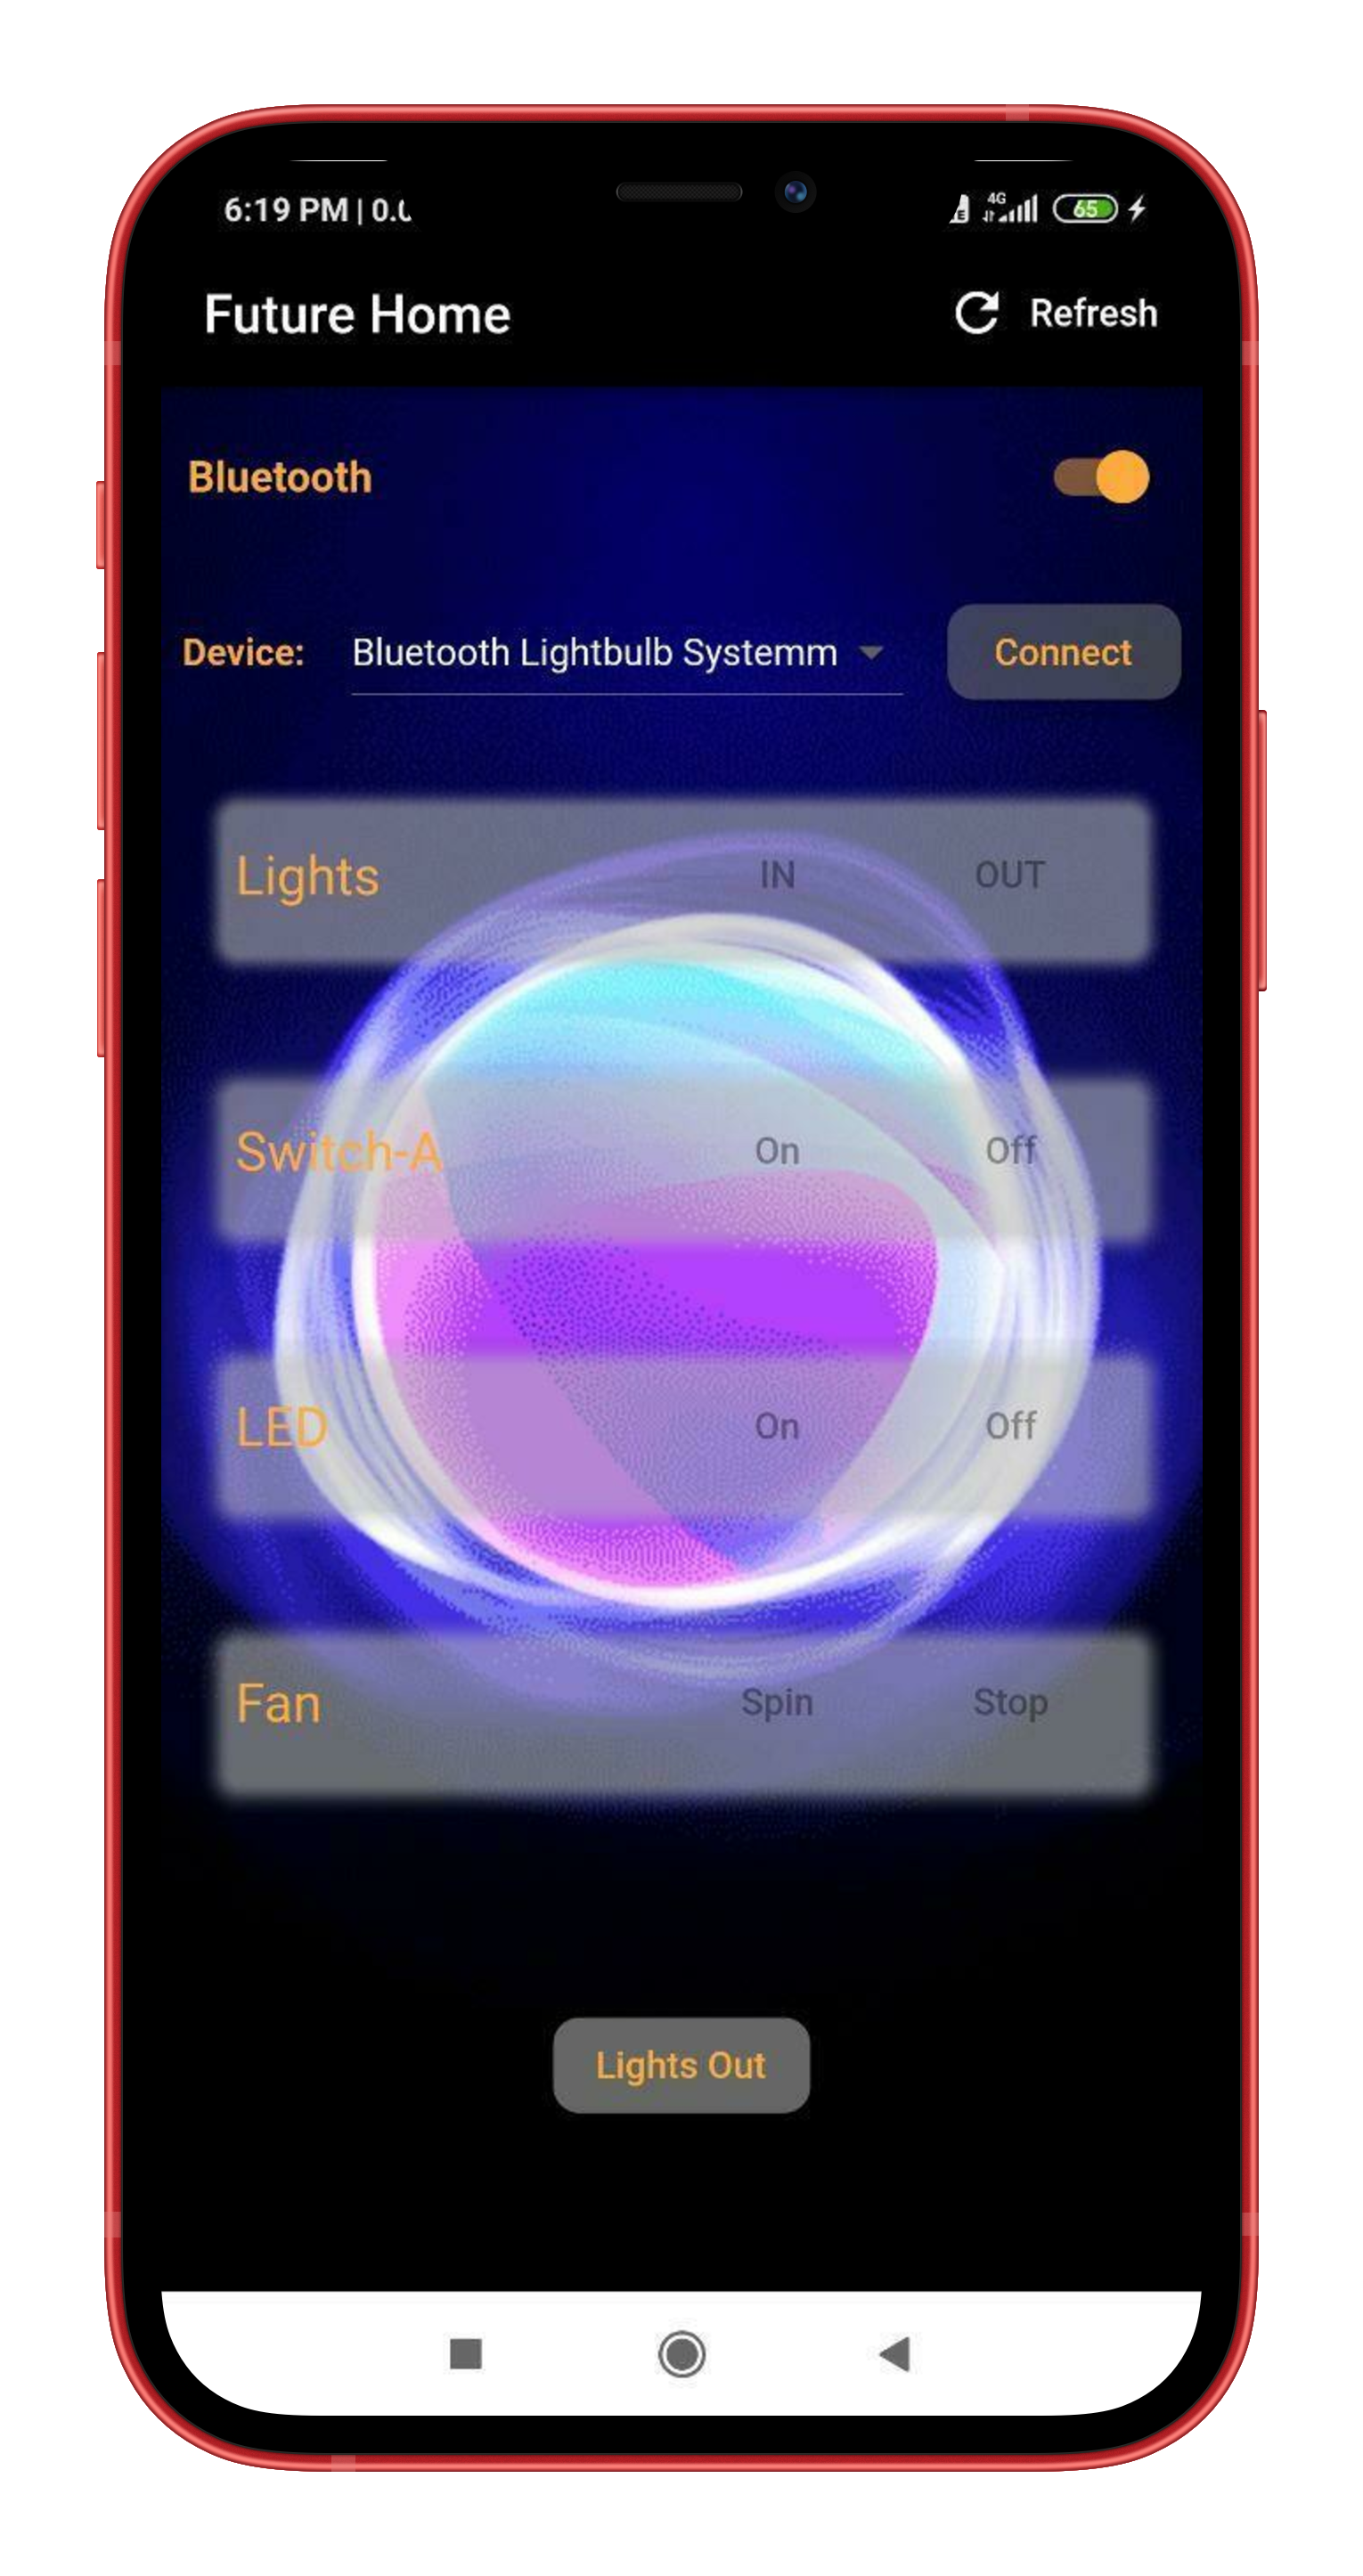 6:19 PM | 0.0
4G
E
65
Future Home
Refresh
Bluetooth
Device: Bluetooth Lightbulb Systemm Connect
Lights IN OUT
Switch-A On Off
LED On Off
Fan Spin Stop
Lights Out